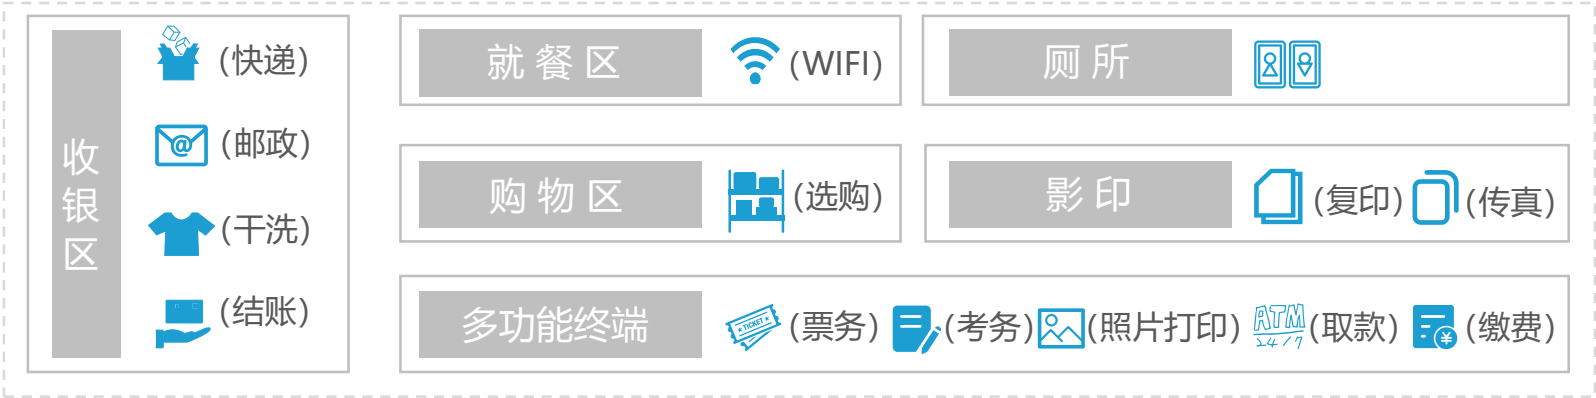 收银区
(快递)
@
(邮政)
(干洗)
(结账)
就餐区
(WIFI)
厕所
购物区
(选购)
影印
(复印)
(传真)
多功能终端
TICKET
(票务)
(考务)
(照片打印)
ATM
24/7
(取款)
¥
(缴费)